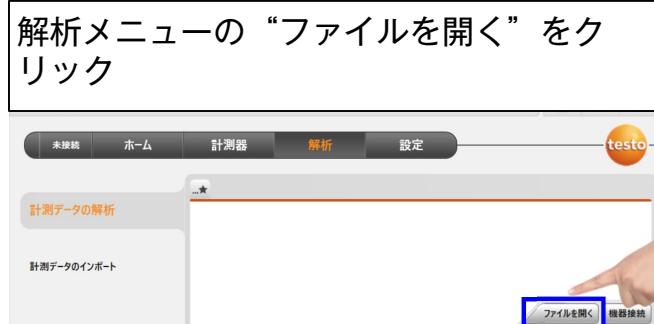 解析メニューの“ファイルを開く”をク
リック
未接続 ホーム 計測器 解析 設定 testo
...★
計測データの解析
計測データのインポート
ファイルを開く 機器接続